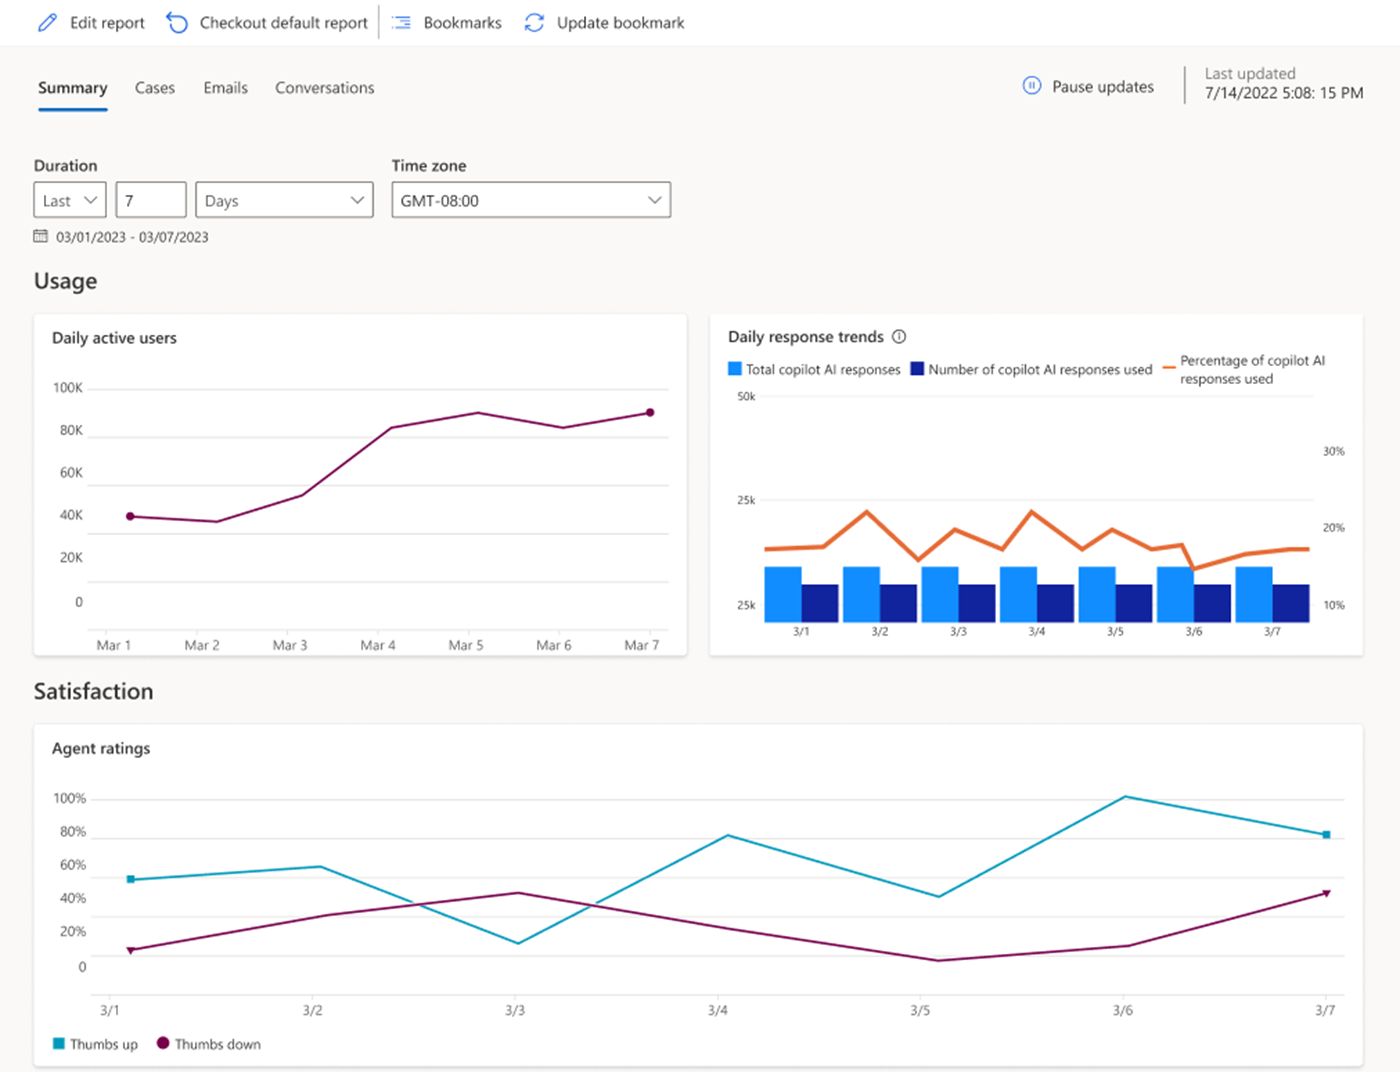 Edit report Checkout default report Bookmarks Update bookmark
Summary Cases Emails Conversations
Pause updates
Last updated
7/14/2022 5:08: 15 PM
Duration
Last 7 Days
03/01/2023 - 03/07/2023
Time zone
GMT-08:00
Usage
Daily active users
100K
80K
60K
40K
20K
0
Mar 1 Mar 2 Mar 3 Mar 4 Mar 5 Mar 6 Mar 7
Daily response trends
Total copilot AI responses Number of copilot AI responses used Percentage of copilot AI
responses used
50k
30%
25k
20%
25k
10%
3/1 3/2 3/3 3/4 3/5 3/6 3/7
Satisfaction
Agent ratings
100%
80%
60%
40%
20%
0
3/1 3/2 3/3 3/4 3/5 3/6 3/7
Thumbs up Thumbs down